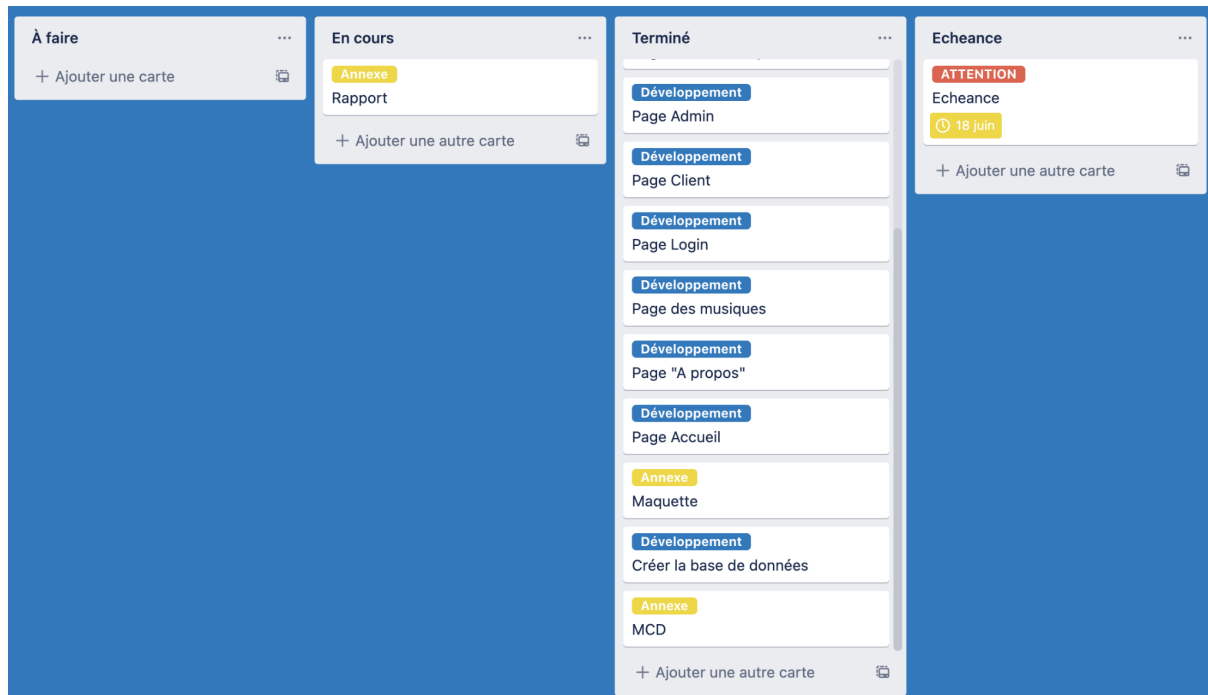 À faire
+ Ajouter une carte
En cours
Annexe
Rapport
+ Ajouter une autre carte
Terminé
Développement
Page Admin
Développement
Page Client
Développement
Page Login
Développement
Page des musiques
Développement
Page "A propos"
Développement
Page Accueil
Annexe
Maquette
Développement
Créer la base de données
Annexe
MCD
+ Ajouter une autre carte
Echeance
ATTENTION
Echeance
18 juin
+ Ajouter une autre carte